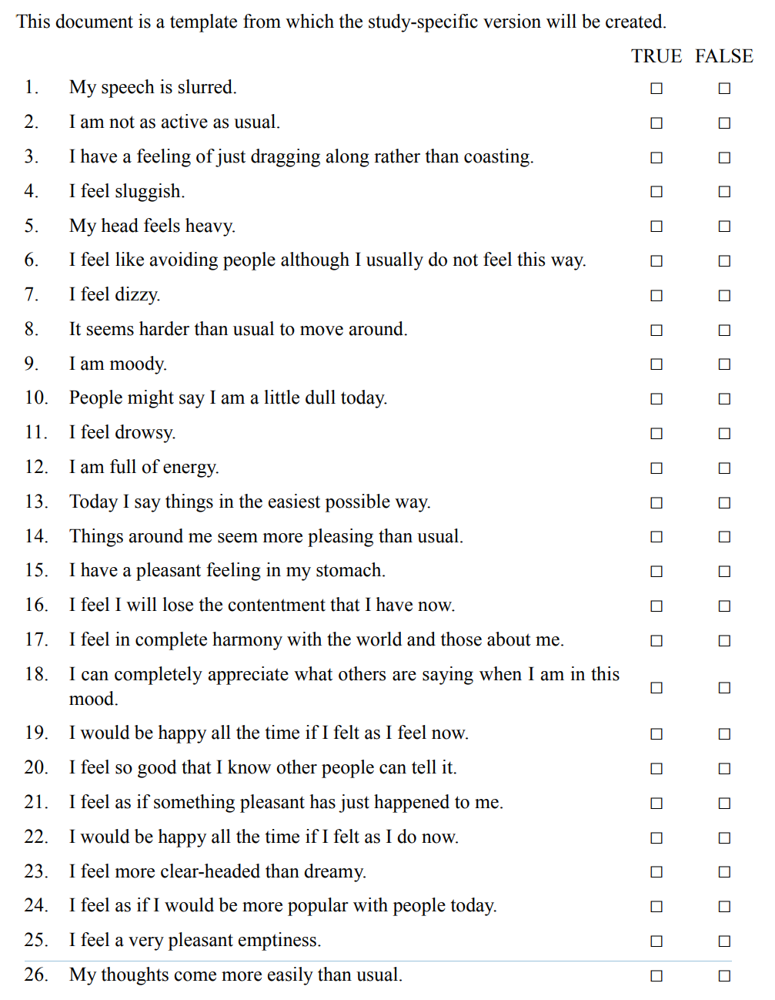 This document is a template from which the study-specific version will be created.
TRUE FALSE
1. My speech is slurred. □ □
2. I am not as active as usual. □ □
3. I have a feeling of just dragging along rather than coasting. □ □
4. I feel sluggish. □ □
5. My head feels heavy. □ □
6. I feel like avoiding people although I usually do not feel this way. □ □
7. I feel dizzy. □ □
8. It seems harder than usual to move around. □ □
9. I am moody. □ □
10. People might say I am a little dull today. □ □
11. I feel drowsy. □ □
12. I am full of energy. □ □
13. Today I say things in the easiest possible way. □ □
14. Things around me seem more pleasing than usual. □ □
15. I have a pleasant feeling in my stomach. □ □
16. I feel I will lose the contentment that I have now. □ □
17. I feel in complete harmony with the world and those about me. □ □
18. I can completely appreciate what others are saying when I am in this
mood. □ □
19. I would be happy all the time if I felt as I feel now. □ □
20. I feel so good that I know other people can tell it. □ □
21. I feel as if something pleasant has just happened to me. □ □
22. I would be happy all the time if I felt as I do now. □ □
23. I feel more clear-headed than dreamy. □ □
24. I feel as if I would be more popular with people today. □ □
25. I feel a very pleasant emptiness. □ □
26. My thoughts come more easily than usual. □ □